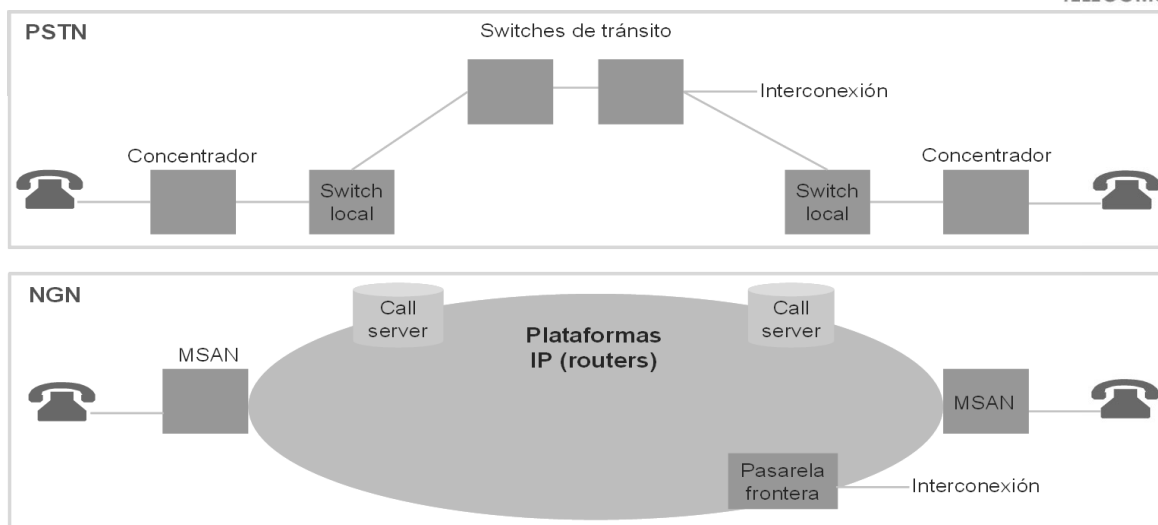 PSTN
Switches de tránsito
Interconexión
Concentrador
Concentrador
Switch
local
Switch
local
NGN
Call
server
Call
server
Plataformas
IP (routers)
MSAN
MSAN
Pasarela
frontera
Interconexión